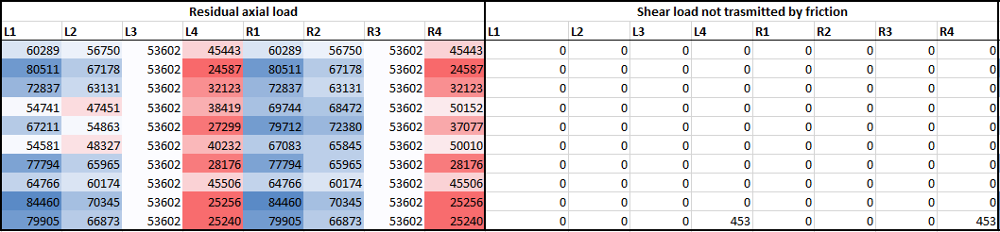 Residual axial load Shear load not trasmitted by friction
L1 L2 L3 L4 R1 R2 R3 R4 L1 L2 L3 L4 R1 R2 R3 R4
60289 56750 53602 45443 60289 56750 53602 45443 0 0 0 0 0 0 0 0
80511 67178 53602 24587 80511 67178 53602 24587 0 0 0 0 0 0 0 0
72837 63131 53602 32123 72837 63131 53602 32123 0 0 0 0 0 0 0 0
54741 47451 53602 38419 69744 68472 53602 50152 0 0 0 0 0 0 0 0
67211 54863 53602 27299 79712 72380 53602 37077 0 0 0 0 0 0 0 0
54581 48327 53602 40232 67083 65845 53602 50010 0 0 0 0 0 0 0 0
77794 65965 53602 28176 77794 65965 53602 28176 0 0 0 0 0 0 0 0
64766 60174 53602 45506 64766 60174 53602 45506 0 0 0 0 0 0 0 0
84460 70345 53602 25256 84460 70345 53602 25256 0 0 0 0 0 0 0 0
79905 66873 53602 25240 79905 66873 53602 25240 0 0 0 453 0 0 0 453